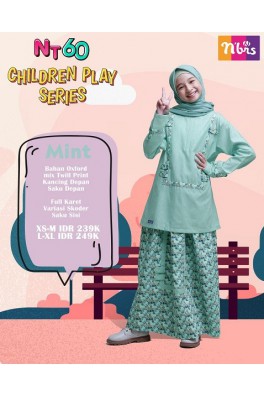 NT60
CHILDREN PLAY
SERIES
Nbrs
Mint
Bahan Oxford
mix Twill Print
Kancing Depan
Saku Depan
Full Karet
Variasi Skoder
Saku Sisi
XS-M IDR 239K
L-XL IDR 249K